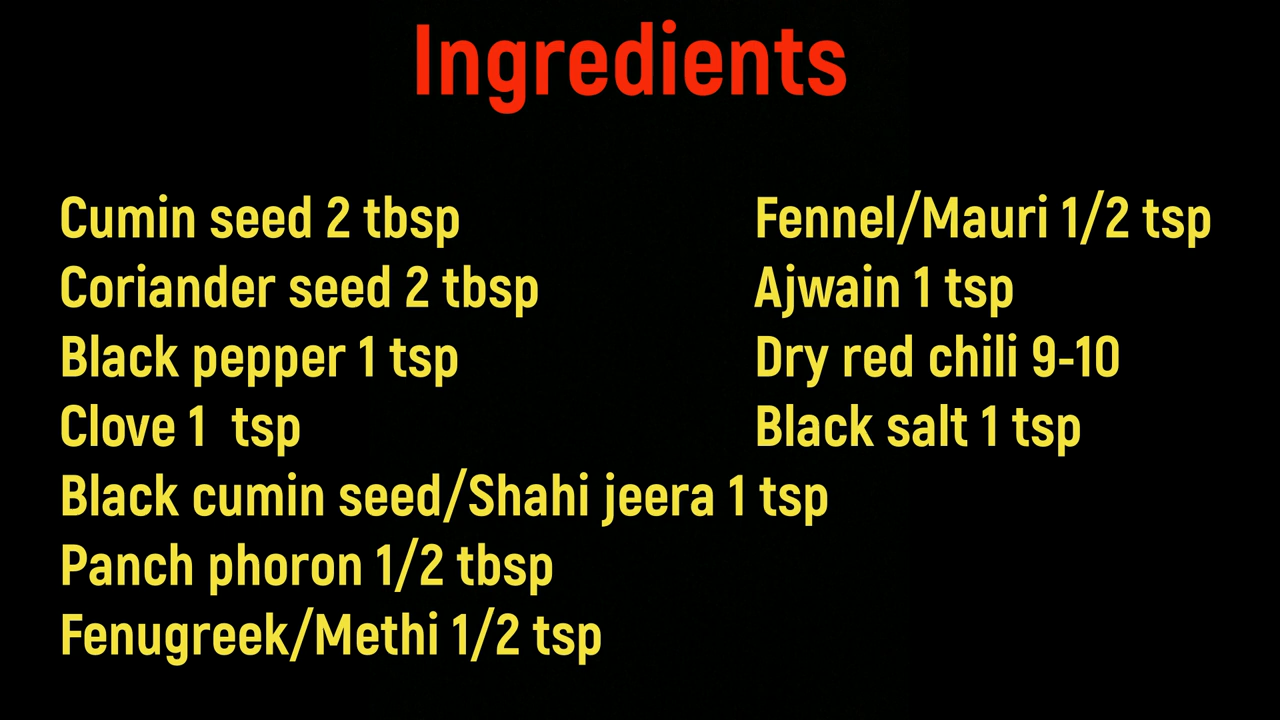 Ingredients
Cumin seed 2 tbsp
Coriander seed 2 tbsp
Black pepper 1 tsp
Clove 1  tsp
Black cumin seed/Shahi jeera 1 tsp
Panch phoron 1/2 tbsp
Fenugreek/Methi 1/2 tsp
Fennel/Mauri 1/2 tsp
Ajwain 1 tsp
Dry red chili 9-10
Black salt 1 tsp